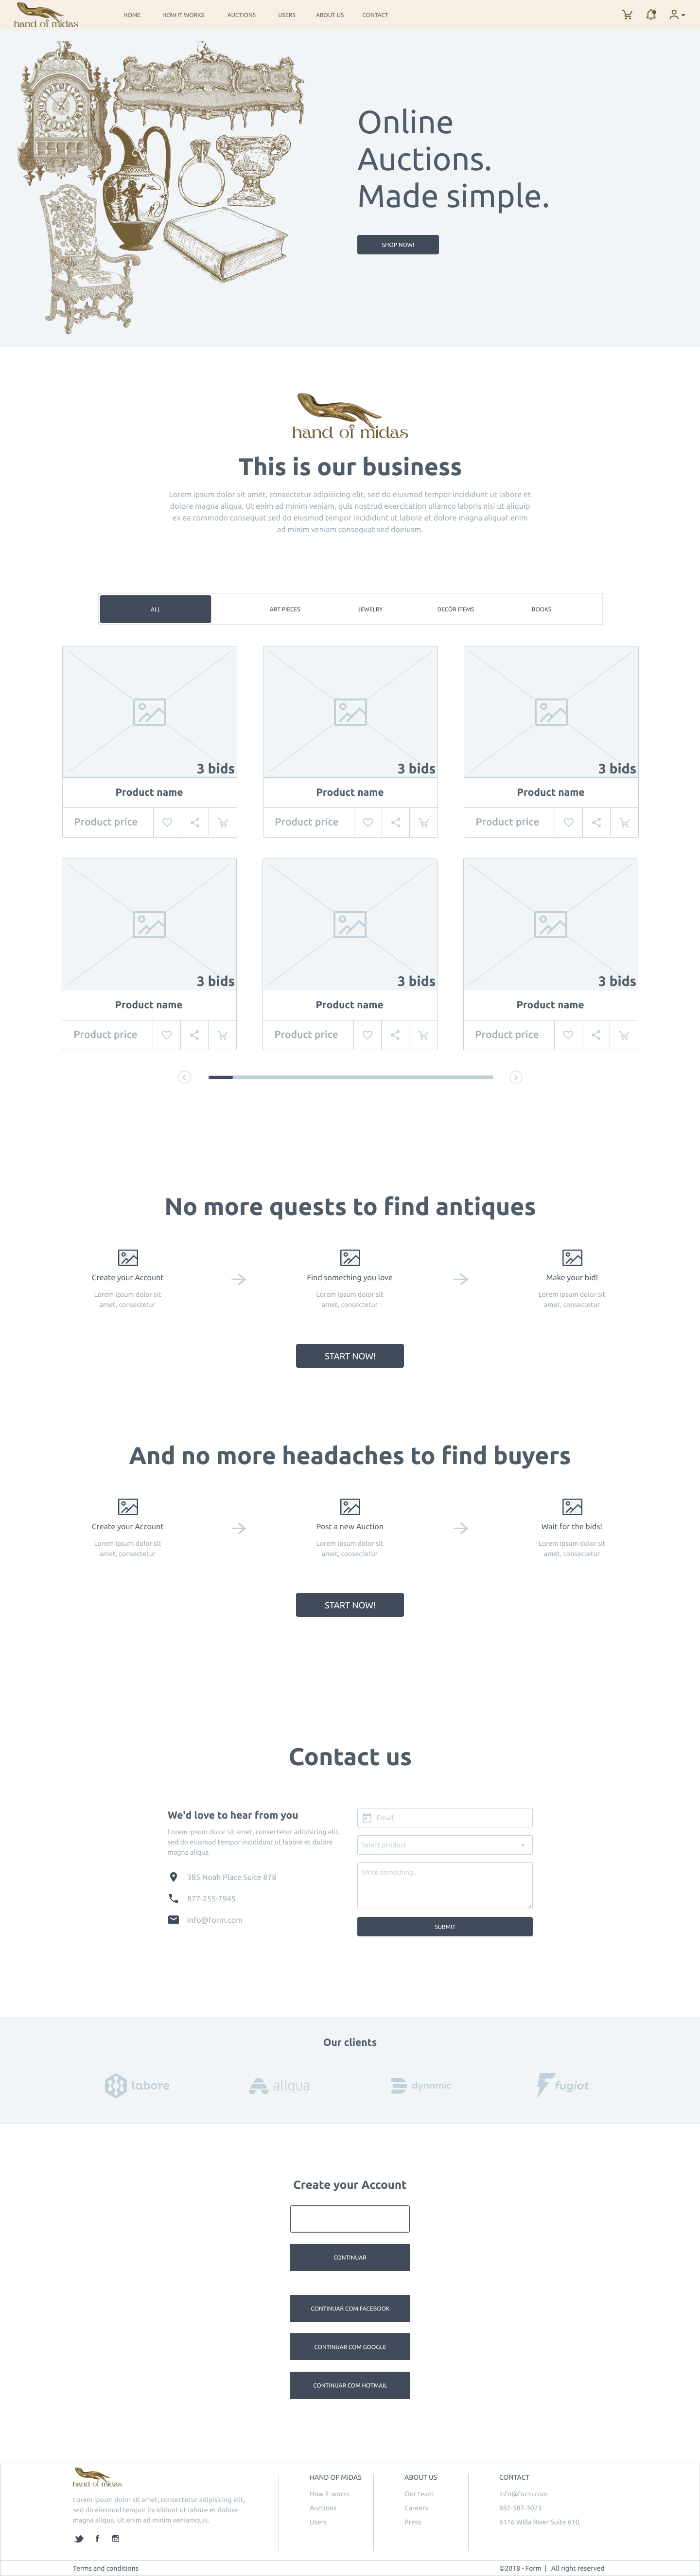 hand of midas
HOME HOW IT WORKS AUCTIONS USERS ABOUT US CONTACT
Online
Auctions.
Made simple.
SHOP NOW!
hand of midas
This is our business
Lorem ipsum dolor sit amet, consectetur adipisicing elit, sed do eiusmod tempor incididunt ut labore et
dolore magna aliqua. Ut enim ad minim veniam, quis nostrud exercitation ullamco laboris nisi ut aliquip
ex ea commodo consequat sed do eiusmod tempor incididunt ut labore et dolore magna aliquat enim
ad minim veniam consequat sed doeiusm.
ALL ART PIECES JEWELRY DECÓR ITEMS BOOKS
3 bids 3 bids 3 bids
Product name Product name Product name
Product price Product price Product price
3 bids 3 bids 3 bids
Product name Product name Product name
Product price Product price Product price
No more quests to find antiques
Create your Account Find something you love Make your bid!
Lorem ipsum dolor sit Lorem ipsum dolor sit Lorem ipsum dolor sit
amet, consectetur amet, consectetur amet, consectetur
START NOW!
And no more headaches to find buyers
Create your Account Post a new Auction Wait for the bids!
Lorem ipsum dolor sit Lorem ipsum dolor sit Lorem ipsum dolor sit
amet, consectetur amet, consectetur amet, consectetur
START NOW!
Contact us
We'd love to hear from you
Lorem ipsum dolor sit amet, consectetur adipisicing elit,
sed do eiusmod tempor incididunt ut labore et dolore
magna aliqua.
385 Noah Place Suite 878
877-255-7945
info@form.com
Email
Select product
Write something...
SUBMIT
Our clients
labore aliqua dynamic fugiat
Create your Account
CONTINUAR
CONTINUAR COM FACEBOOK
CONTINUAR COM GOOGLE
CONTINUAR COM HOTMAIL
hand of midas
Lorem ipsum dolor sit amet, consectetur adipisicing elit,
sed do eiusmod tempor incididunt ut labore et dolore
magna aliqua. Ut enim ad minim veniamquis.
HAND OF MIDAS
How it works
Auctions
Users
ABOUT US
Our team
Careers
Press
CONTACT
info@form.com
882-587-3025
6116 Willa River Suite 610
Terms and conditions ©2018 - Form | All right reserved